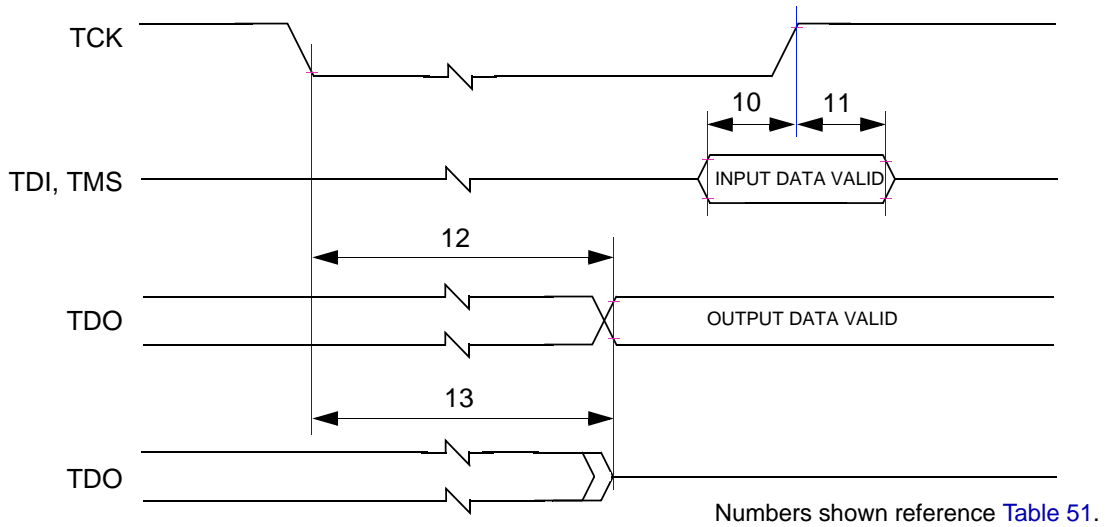 TCK
10
11
TDI, TMS
INPUT DATA VALID
12
TDO
OUTPUT DATA VALID
13
TDO
Numbers shown reference Table 51.